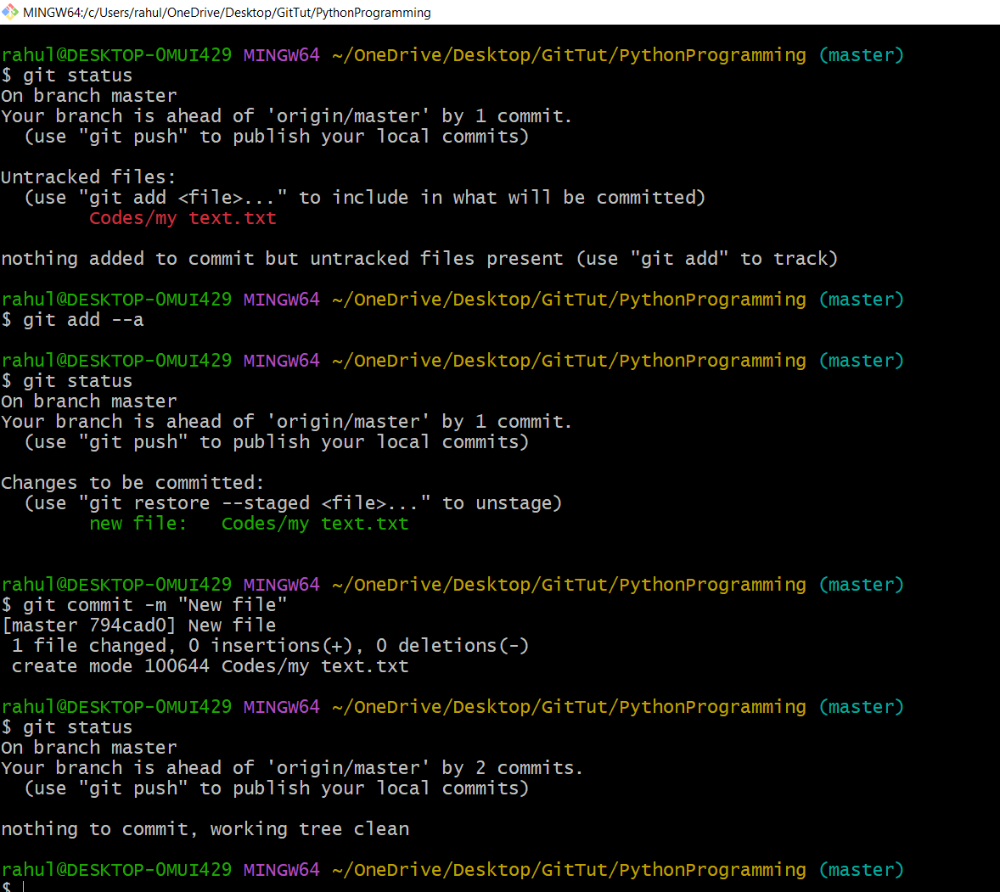 MINGW64:/c/Users/rahul/OneDrive/Desktop/GitTut/PythonProgramming
rahul@DESKTOP-0MUI429 MINGW64 ~/OneDrive/Desktop/GitTut/PythonProgramming (master)
$ git status
On branch master
Your branch is ahead of 'origin/master' by 1 commit.
  (use "git push" to publish your local commits)
Untracked files:
  (use "git add <file>..." to include in what will be committed)
        Codes/my text.txt
nothing added to commit but untracked files present (use "git add" to track)
rahul@DESKTOP-0MUI429 MINGW64 ~/OneDrive/Desktop/GitTut/PythonProgramming (master)
$ git add --a
rahul@DESKTOP-0MUI429 MINGW64 ~/OneDrive/Desktop/GitTut/PythonProgramming (master)
$ git status
On branch master
Your branch is ahead of 'origin/master' by 1 commit.
  (use "git push" to publish your local commits)
Changes to be committed:
  (use "git restore --staged <file>..." to unstage)
        new file:   Codes/my text.txt
rahul@DESKTOP-0MUI429 MINGW64 ~/OneDrive/Desktop/GitTut/PythonProgramming (master)
$ git commit -m "New file"
[master 794cad0] New file
 1 file changed, 0 insertions(+), 0 deletions(-)
 create mode 100644 Codes/my text.txt
rahul@DESKTOP-0MUI429 MINGW64 ~/OneDrive/Desktop/GitTut/PythonProgramming (master)
$ git status
On branch master
Your branch is ahead of 'origin/master' by 2 commits.
  (use "git push" to publish your local commits)
nothing to commit, working tree clean
rahul@DESKTOP-0MUI429 MINGW64 ~/OneDrive/Desktop/GitTut/PythonProgramming (master)
$